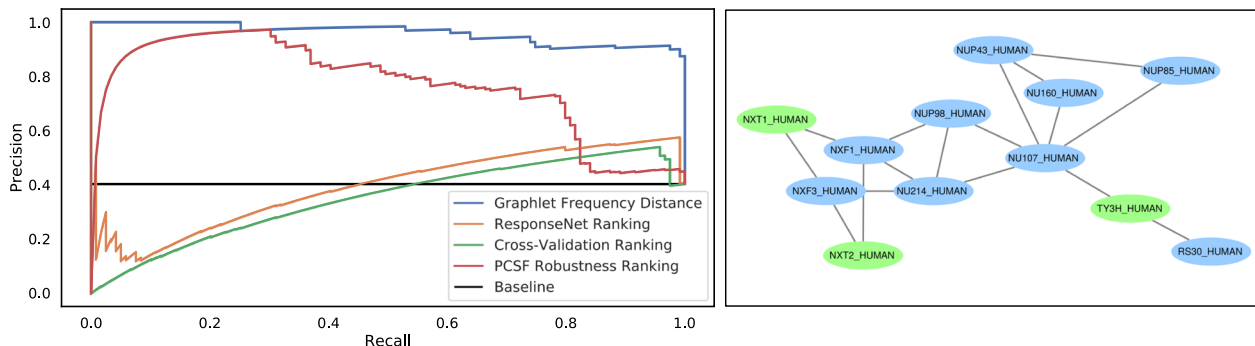 1.0
0.8
0.6
0.4
0.2
0.0
Precision
0.0
0.2
0.4
0.6
0.8
1.0
Recall
Graphlet Frequency Distance
ResponseNet Ranking
Cross-Validation Ranking
PCSF Robustness Ranking
Baseline
NUP43_HUMAN
NUP85_HUMAN
NU160_HUMAN
NUP98_HUMAN
NXT1_HUMAN
NXF1_HUMAN
NU107_HUMAN
NXF3_HUMAN
NU214_HUMAN
TY3H_HUMAN
NXT2_HUMAN
RS30_HUMAN